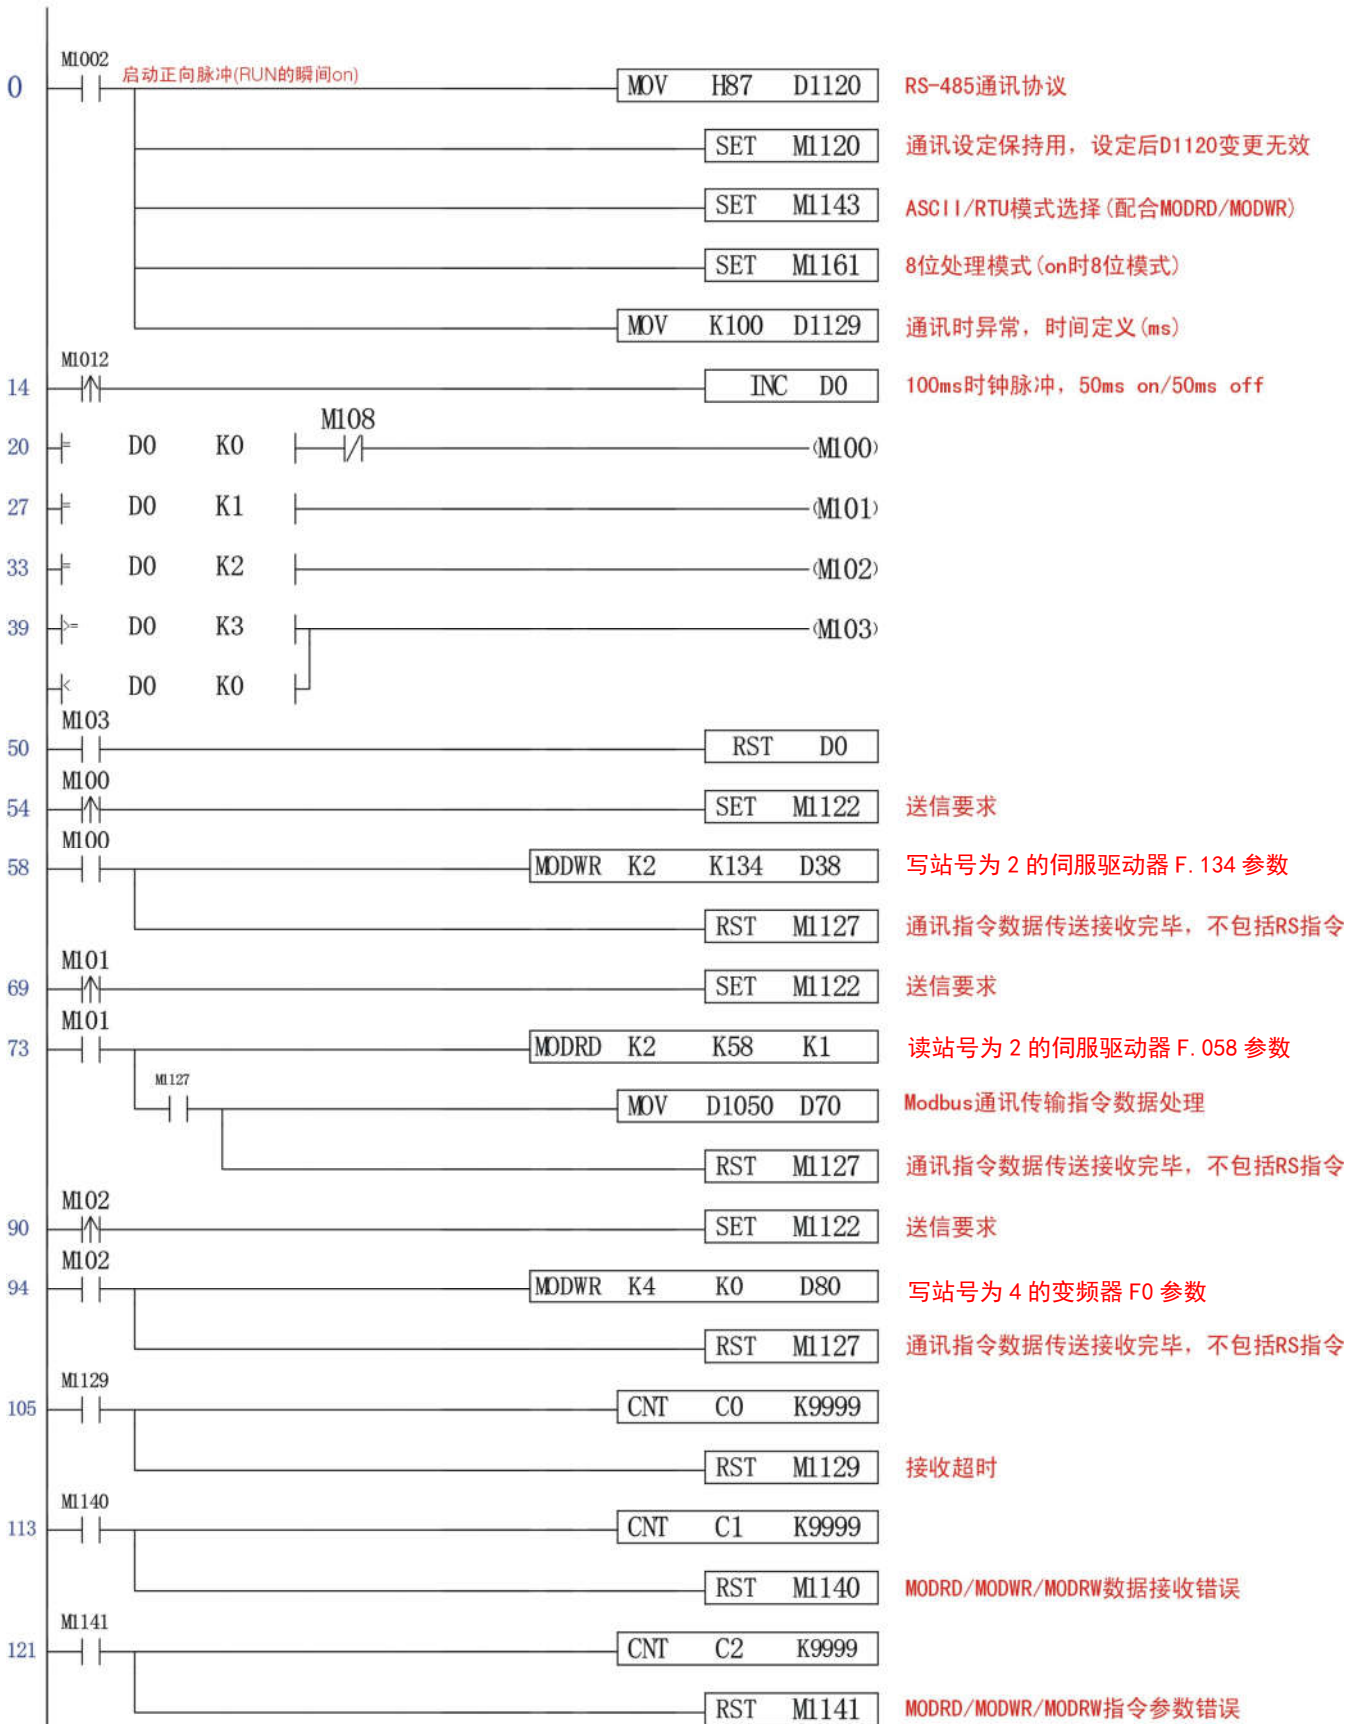 M1002
启动正向脉冲(RUN的瞬间on)
0 MOV H87 D1120 RS-485通讯协议
SET M1120 通讯设定保持用，设定后D1120变更无效
SET M1143 ASCII/RTU模式选择(配合MODRD/MODWR)
SET M1161 8位处理模式(on时8位模式)
MOV K100 D1129 通讯时异常，时间定义(ms)
M1012
14 INC D0 100ms时钟脉冲，50ms on/50ms off
M108
20 = D0 K0 (M100)
27 = D0 K1 (M101)
33 = D0 K2 (M102)
39 >= D0 K3 (M103)
< D0 K0
M103
50 RST D0
M100
54 SET M1122 送信要求
M100
58 MODWR K2 K134 D38 写站号为 2 的伺服驱动器 F.134 参数
RST M1127 通讯指令数据传送接收完毕，不包括RS指令
M101
69 SET M1122 送信要求
M101
73 MODRD K2 K58 K1 读站号为 2 的伺服驱动器 F.058 参数
M1127
MOV D1050 D70 Modbus通讯传输指令数据处理
RST M1127 通讯指令数据传送接收完毕，不包括RS指令
M102
90 SET M1122 送信要求
M102
94 MODWR K4 K0 D80 写站号为 4 的变频器 F0 参数
RST M1127 通讯指令数据传送接收完毕，不包括RS指令
M1129
105 CNT C0 K9999
RST M1129 接收超时
M1140
113 CNT C1 K9999
RST M1140 MODRD/MODWR/MODRW数据接收错误
M1141
121 CNT C2 K9999
RST M1141 MODRD/MODWR/MODRW指令参数错误